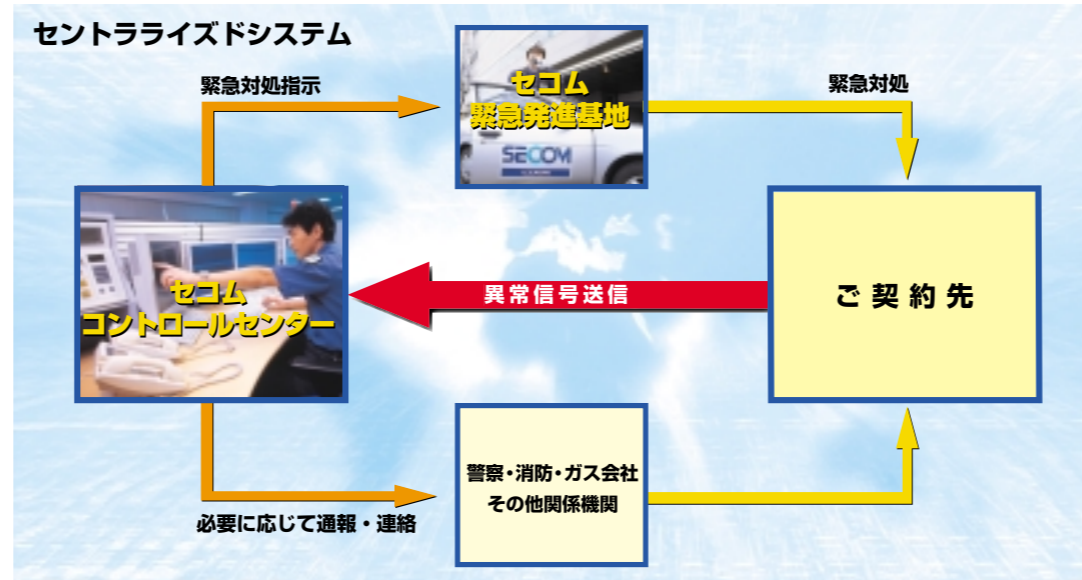 セントラライズドシステム
緊急対処指示
セコム
緊急発進基地
SECOM
緊急対処
セコム
コントロールセンター
異常信号送信
ご契約先
警察・消防・ガス会社
その他関係機関
必要に応じて通報・連絡